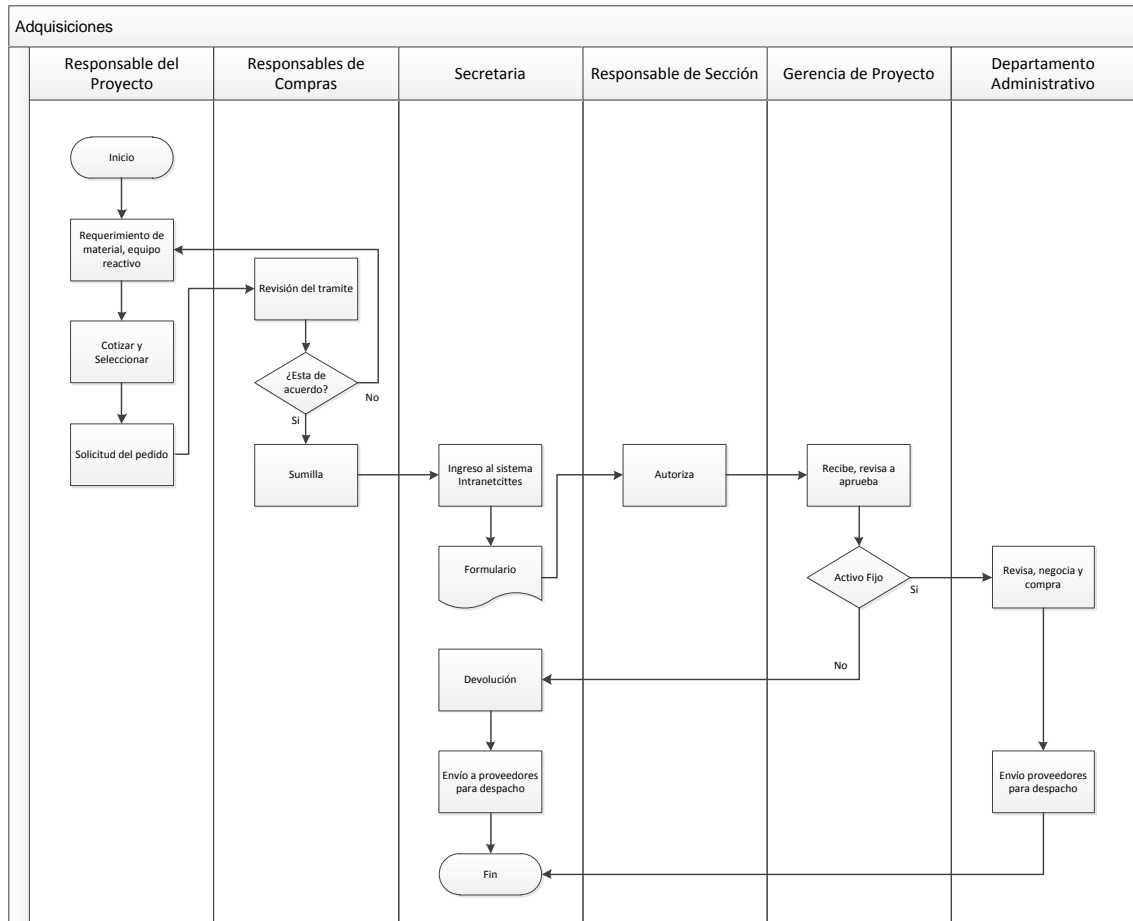 Adquisiciones
Responsable del
Proyecto
Responsables de
Compras
Secretaria
Responsable de Sección
Gerencia de Proyecto
Departamento
Administrativo
Inicio
Requerimiento de
material, equipo
reactivo
Cotizar y
Seleccionar
Solicitud del pedido
Revisión del tramite
¿Esta de
acuerdo?
No
Si
Sumilla
Ingreso al sistema
Intranetcittes
Formulario
Autoriza
Recibe, revisa a
aprueba
Activo Fijo
Si
No
Revisa, negocia y
compra
Devolución
Envío a proveedores
para despacho
Envío proveedores
para despacho
Fin